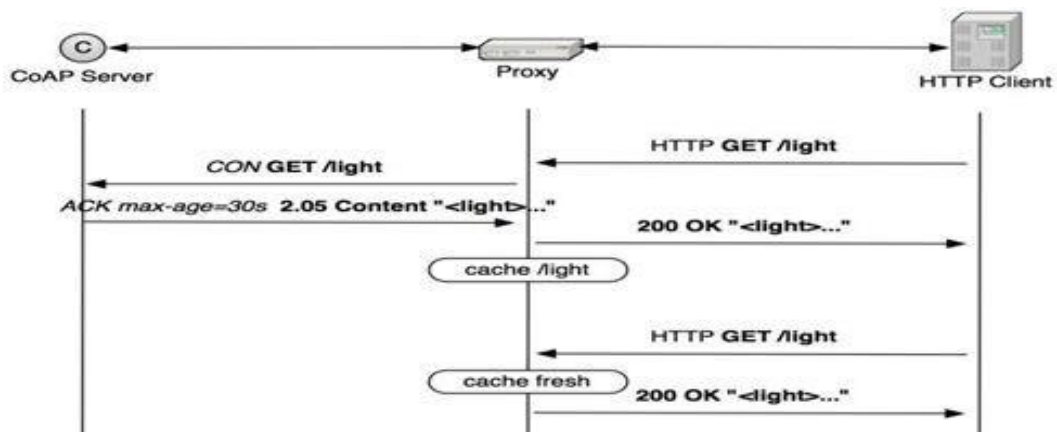 C
CoAP Server
Proxy
HTTP Client
HTTP GET /light
CON GET /light
ACK max-age=30s 2.05 Content "<light>..."
200 OK "<light>..."
cache /light
HTTP GET /light
cache fresh
200 OK "<light>..."